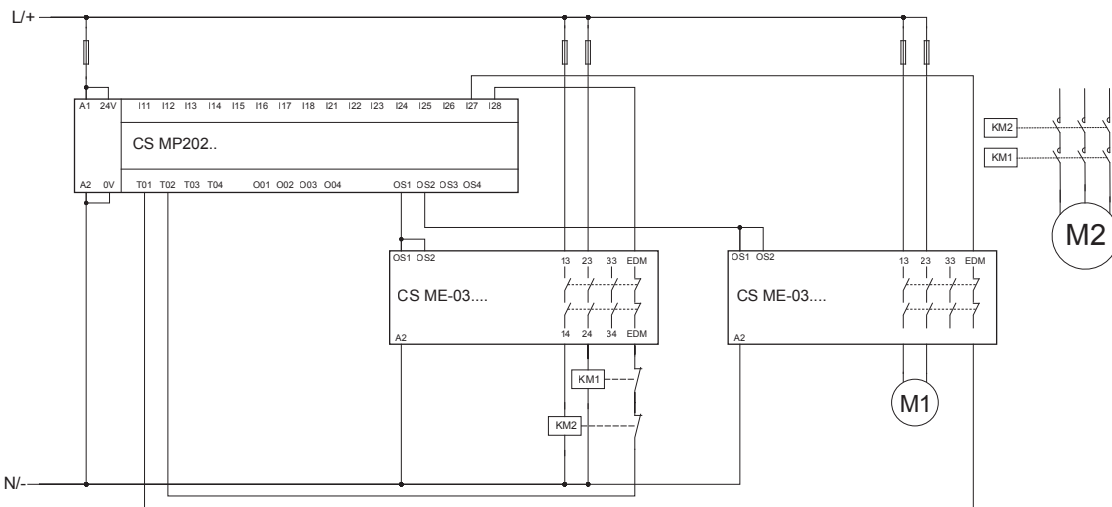 L/+
A1 24V I11 I12 I13 I14 I15 I16 I17 I18 I21 I22 I23 I24 I25 I26 I27 I28
CS MP202..
A2 0V T01 T02 T03 T04 O01 O02 O03 O04 OS1 OS2 OS3 OS4
KM2
KM1
M2
OS1 OS2 13 23 33 EDM
CS ME-03....
14 24 34 EDM
A2
OS1 OS2 13 23 33 EDM
CS ME-03....
A2
KM1
KM2
M1
N/-